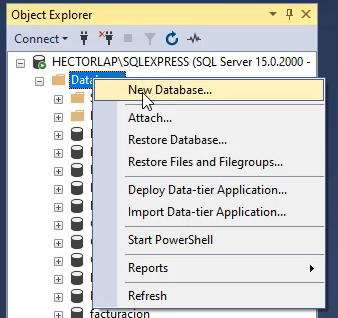 Object Explorer
Connect
HECTORLAP\SQLEXPRESS (SQL Server 15.0.2000 -
New Database...
Attach...
Restore Database...
Restore Files and Filegroups...
Deploy Data-tier Application...
Import Data-tier Application...
Start PowerShell
Reports
Refresh
facturacion